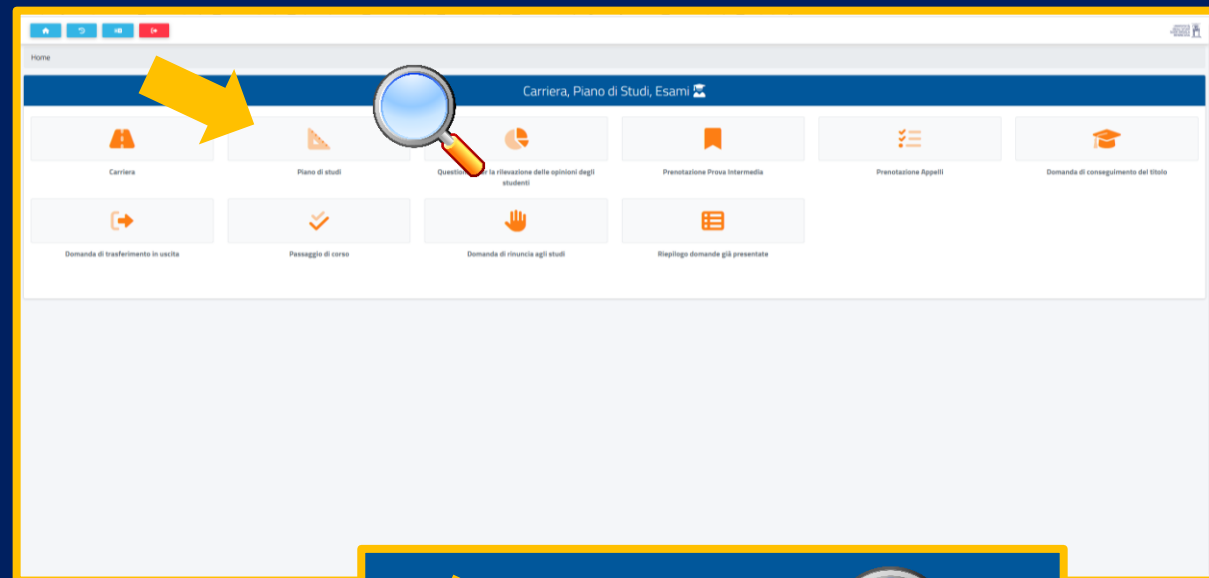 Home
Carriera, Piano di Studi, Esami
Carriera
Piano di studi
la rilevazione delle opinioni degli
studenti
Prenotazione Prova Intermedia
Prenotazione Appelli
Domanda di conseguimento del titolo
Domanda di trasferimento in uscita
Passaggio di corso
Domanda di rinuncia agli studi
Riepilogo domande già presentate